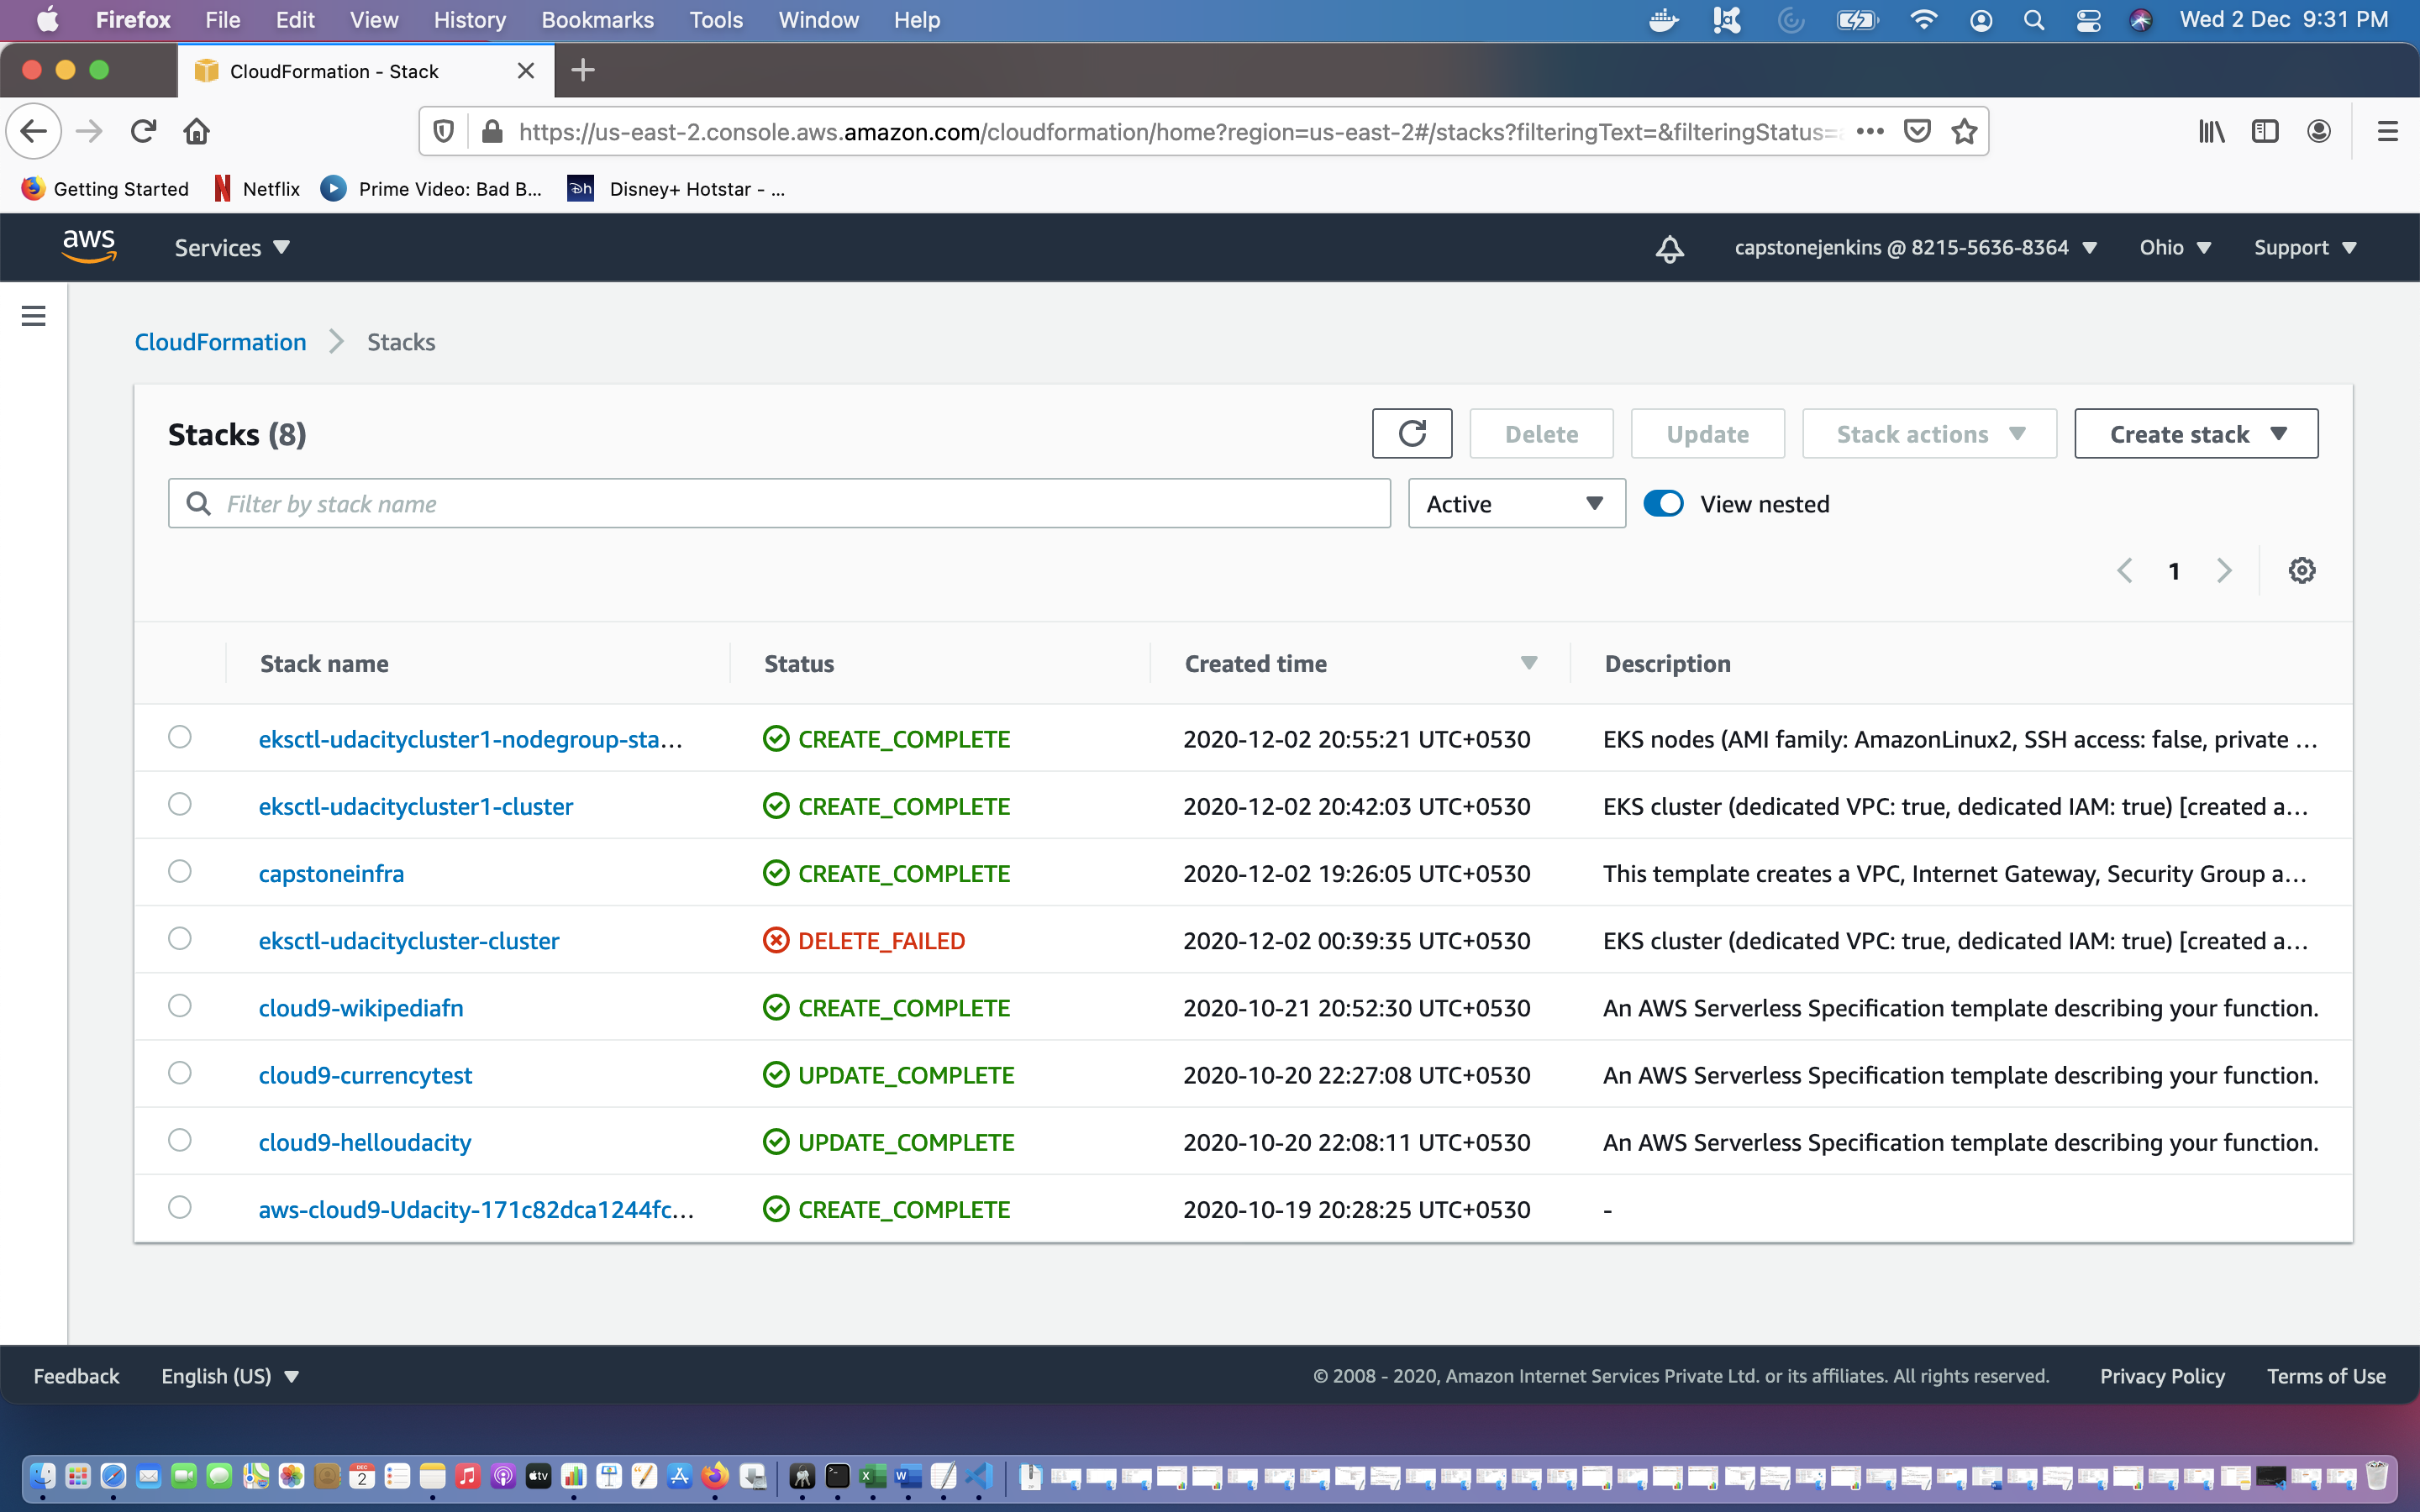 Firefox File Edit View History Bookmarks Tools Window Help Wed 2 Dec 9:31 PM
CloudFormation - Stack
https://us-east-2.console.aws.amazon.com/cloudformation/home?region=us-east-2#/stacks?filteringText=&filteringStatus=
Getting Started Netflix Prime Video: Bad B... Disney+ Hotstar - ...
aws Services capstonejenkins @ 8215-5636-8364 Ohio Support
CloudFormation Stacks
Stacks (8) Delete Update Stack actions Create stack
Filter by stack name Active View nested
1
Stack name Status Created time Description
eksctl-udacitycluster1-nodegroup-sta... CREATE_COMPLETE 2020-12-02 20:55:21 UTC+0530 EKS nodes (AMI family: AmazonLinux2, SSH access: false, private ...
eksctl-udacitycluster1-cluster CREATE_COMPLETE 2020-12-02 20:42:03 UTC+0530 EKS cluster (dedicated VPC: true, dedicated IAM: true) [created a...
capstoneinfra CREATE_COMPLETE 2020-12-02 19:26:05 UTC+0530 This template creates a VPC, Internet Gateway, Security Group a...
eksctl-udacitycluster-cluster DELETE_FAILED 2020-12-02 00:39:35 UTC+0530 EKS cluster (dedicated VPC: true, dedicated IAM: true) [created a...
cloud9-wikipediafn CREATE_COMPLETE 2020-10-21 20:52:30 UTC+0530 An AWS Serverless Specification template describing your function.
cloud9-currencytest UPDATE_COMPLETE 2020-10-20 22:27:08 UTC+0530 An AWS Serverless Specification template describing your function.
cloud9-helloudacity UPDATE_COMPLETE 2020-10-20 22:08:11 UTC+0530 An AWS Serverless Specification template describing your function.
aws-cloud9-Udacity-171c82dca1244fc... CREATE_COMPLETE 2020-10-19 20:28:25 UTC+0530 -
Feedback English (US) © 2008 - 2020, Amazon Internet Services Private Ltd. or its affiliates. All rights reserved. Privacy Policy Terms of Use